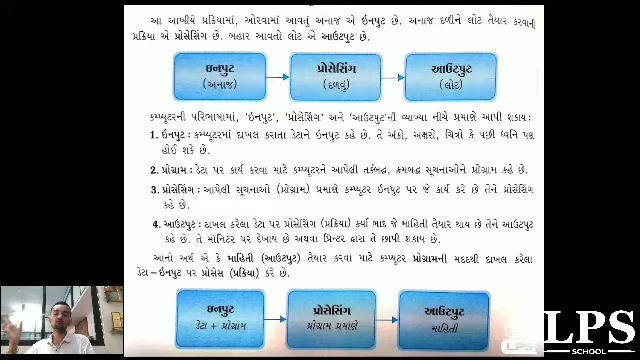 આ આખીયે પ્રક્રિયામાં, ઓરવામાં આવતું અનાજ એ ઇનપુટ છે. અનાજ દળીને લોટ તૈયાર કરવાની
પ્રક્રિયા એ પ્રોસેસિંગ છે. બહાર આવતો લોટ એ આઉટપુટ છે.
ઇનપુટ
(અનાજ)
પ્રોસેસિંગ
(દળવું)
આઉટપુટ
(લોટ)
કમ્પ્યૂટરની પરિભાષામાં, 'ઇનપુટ', 'પ્રોસેસિંગ' અને 'આઉટપુટ'ની વ્યાખ્યા નીચે પ્રમાણે આપી શકાય :
1. ઇનપુટ : કમ્પ્યૂટરમાં દાખલ કરાતા ડેટાને ઇનપુટ કહે છે. તે અંકો, અક્ષરો, ચિત્રો કે પછી ધ્વનિ પણ
હોઈ શકે છે.
2. પ્રોગ્રામ : ડેટા પર કાર્ય કરવા માટે કમ્પ્યૂટરને આપેલી તર્કબદ્ધ, ક્રમબદ્ધ સૂચનાઓને પ્રોગ્રામ કહે છે.
3. પ્રોસેસિંગ : આપેલી સૂચનાઓ (પ્રોગ્રામ) પ્રમાણે કમ્પ્યૂટર ઇનપુટ પર જે કાર્ય કરે છે તેને પ્રોસેસિંગ
કહે છે.
4. આઉટપુટ : દાખલ કરેલા ડેટા પર પ્રોસેસિંગ (પ્રક્રિયા) કર્યા બાદ જે માહિતી તૈયાર થાય છે તેને આઉટપુટ
કહે છે. તે મૉનિટર પર દેખાય છે અથવા પ્રિન્ટર દ્વારા તે છાપી શકાય છે.
આનો અર્થ એ કે માહિતી (આઉટપુટ) તૈયાર કરવા માટે કમ્પ્યૂટર પ્રોગ્રામની મદદથી દાખલ કરેલા
ડેટા – ઇનપુટ પર પ્રોસેસ (પ્રક્રિયા) કરે છે.
ઇનપુટ
ડેટા + પ્રોગ્રામ
પ્રોસેસિંગ
પ્રોગ્રામ પ્રમાણે
આઉટપુટ
માહિતી
LPS
LPS
SCHOOL